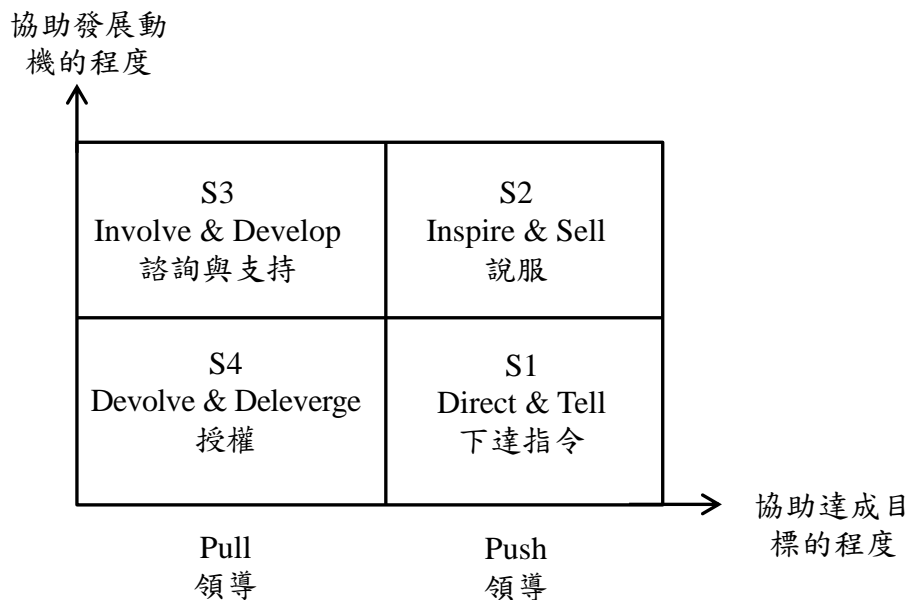 協助發展動
機的程度
S3
Involve & Develop
諮詢與支持
S2
Inspire & Sell
說服
S4
Devolve & Deleverge
授權
S1
Direct & Tell
下達指令
協助達成目
標的程度
Pull
領導
Push
領導